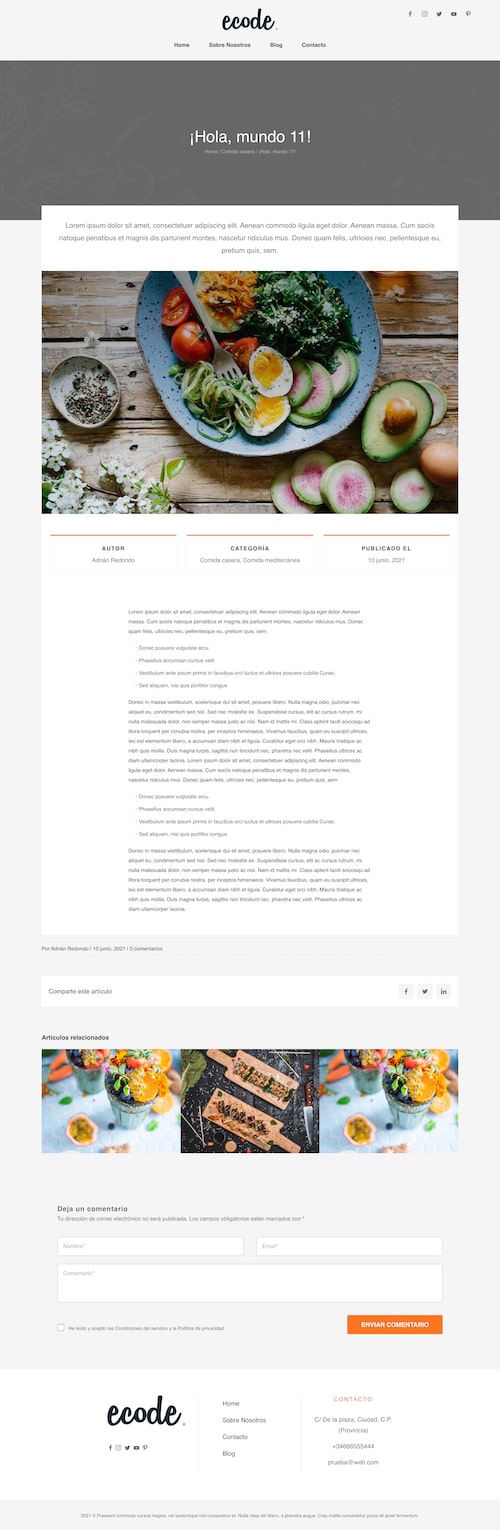 ecode.
Home Sobre Nosotros Blog Contacto
¡Hola, mundo 11!
Home / Comida casera / ¡Hola, mundo 11!
Lorem ipsum dolor sit amet, consectetuer adipiscing elit. Aenean commodo ligula eget dolor. Aenean massa. Cum sociis
natoque penatibus et magnis dis parturient montes, nascetur ridiculus mus. Donec quam felis, ultricies nec, pellentesque eu,
pretium quis, sem.
AUTOR
Adrián Redondo
CATEGORÍA
Comida casera, Comida mediterránea
PUBLICADO EL
10 junio, 2021
Lorem ipsum dolor sit amet, consectetuer adipiscing elit. Aenean commodo ligula eget dolor. Aenean
massa. Cum sociis natoque penatibus et magnis dis parturient montes, nascetur ridiculus mus. Donec
quam felis, ultricies nec, pellentesque eu, pretium quis, sem.
· Donec posuere vulputate arcu.
· Phasellus accumsan cursus velit.
· Vestibulum ante ipsum primis in faucibus orci luctus et ultrices posuere cubilia Curae;
· Sed aliquam, nisi quis porttitor congue
Donec in massa vestibulum, scelerisque dui sit amet, posuere libero. Nulla magna odio, pulvinar nec
aliquet eu, condimentum sed nisi. Sed nec molestie ex. Suspendisse cursus, elit ac cursus rutrum, mi
nulla malesuada dolor, non semper massa justo ac nisi. Nam id mattis mi. Class aptent taciti sociosqu ad
litora torquent per conubia nostra, per inceptos himenaeos. Vivamus faucibus, quam eu suscipit ultrices,
leo est elementum libero, a dictum diam nibh et ligula. Curabitur eget orci nibh. Mauris tristique ac
nibh quis mollis. Duis magna turpis, sagittis non tincidunt nec, pharetra nec velit. Phasellus ultrices ac
diam ullamcorper lacinia. Lorem ipsum dolor sit amet, consectetuer adipiscing elit. Aenean commodo
ligula eget dolor. Aenean massa. Cum sociis natoque penatibus et magnis dis parturient montes,
nascetur ridiculus mus. Donec quam felis, ultricies nec, pellentesque eu, pretium quis, sem.
· Donec posuere vulputate arcu.
· Phasellus accumsan cursus velit.
· Vestibulum ante ipsum primis in faucibus orci luctus et ultrices posuere cubilia Curae;
· Sed aliquam, nisi quis porttitor congue
Donec in massa vestibulum, scelerisque dui sit amet, posuere libero. Nulla magna odio, pulvinar nec
aliquet eu, condimentum sed nisi. Sed nec molestie ex. Suspendisse cursus, elit ac cursus rutrum, mi
nulla malesuada dolor, non semper massa justo ac nisi. Nam id mattis mi. Class aptent taciti sociosqu ad
litora torquent per conubia nostra, per inceptos himenaeos. Vivamus faucibus, quam eu suscipit ultrices,
leo est elementum libero, a dictum diam nibh et ligula. Curabitur eget orci nibh. Mauris tristique ac
nibh quis mollis. Duis magna turpis, sagittis non tincidunt nec, pharetra nec velit. Phasellus ultrices ac
diam ullamcorper lacinia.
Por Adrián Redondo | 10 junio, 2021 | 0 comentarios
Comparte este artículo
Artículos relacionados
Deja un comentario
Tu dirección de correo electrónico no será publicada. Los campos obligatorios están marcados con *
Nombre* Email*
Comentario*
He leído y acepto las Condiciones del servicio y la Política de privacidad
ENVIAR COMENTARIO
ecode.
Home
Sobre Nosotros
Contacto
Blog
CONTACTO
C/ De la plaza, Ciudad, C.P.
(Provincia)
+34666555444
prueba@web.com
2021 © Praesent commodo cursus magna, vel scelerisque nisl consectetur et. Nulla vitae elit libero, a pharetra augue. Cras mattis consectetur purus sit amet fermentum.